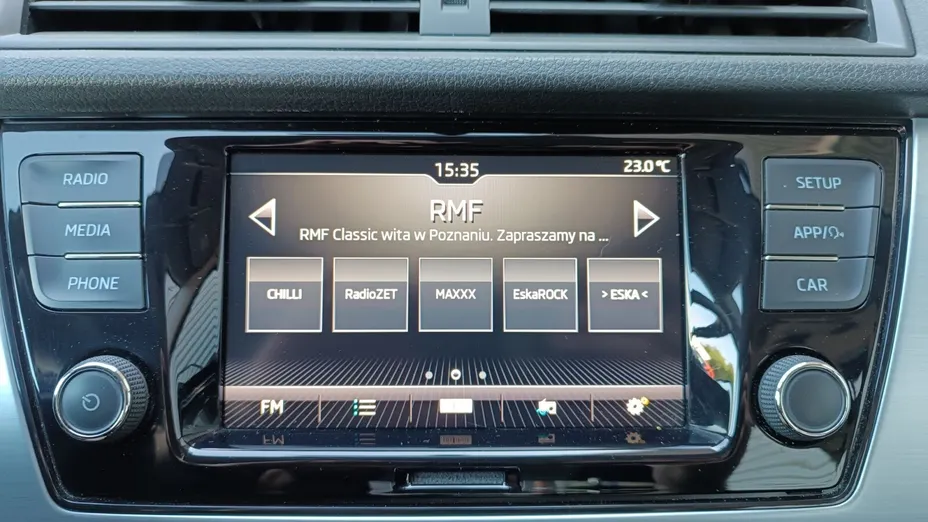 15:35
23.0 °C
RADIO
SETUP
RMF
MEDIA
APP/
RMF Classic wita w Poznaniu. Zapraszamy na ...
PHONE
CAR
CHILLI
RadioZET
MAXXX
EskaROCK
> ESKA <
FM